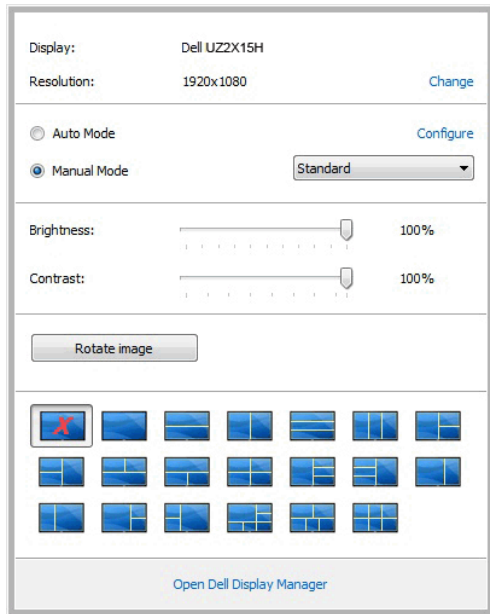 Display: Dell UZ2X15H
Resolution: 1920x1080 Change
Auto Mode Configure
Manual Mode Standard
Brightness: 100%
Contrast: 100%
Rotate image
X
Open Dell Display Manager